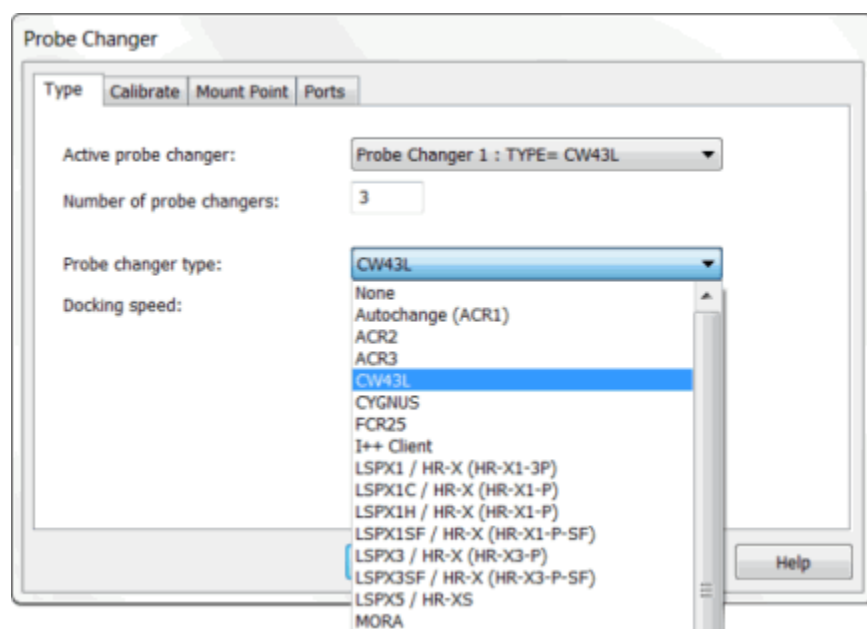 Probe Changer
Type Calibrate Mount Point Ports
Active probe changer: Probe Changer 1 : TYPE= CW43L
Number of probe changers: 3
Probe changer type: CW43L
Docking speed:
None
Autochange (ACR1)
ACR2
ACR3
CW43L
CYGNUS
FCR25
I++ Client
LSPX1 / HR-X (HR-X1-3P)
LSPX1C / HR-X (HR-X1-P)
LSPX1H / HR-X (HR-X1-P)
LSPX1SF / HR-X (HR-X1-P-SF)
LSPX3 / HR-X (HR-X3-P)
LSPX3SF / HR-X (HR-X3-P-SF)
Help
LSPX5 / HR-XS
MORA